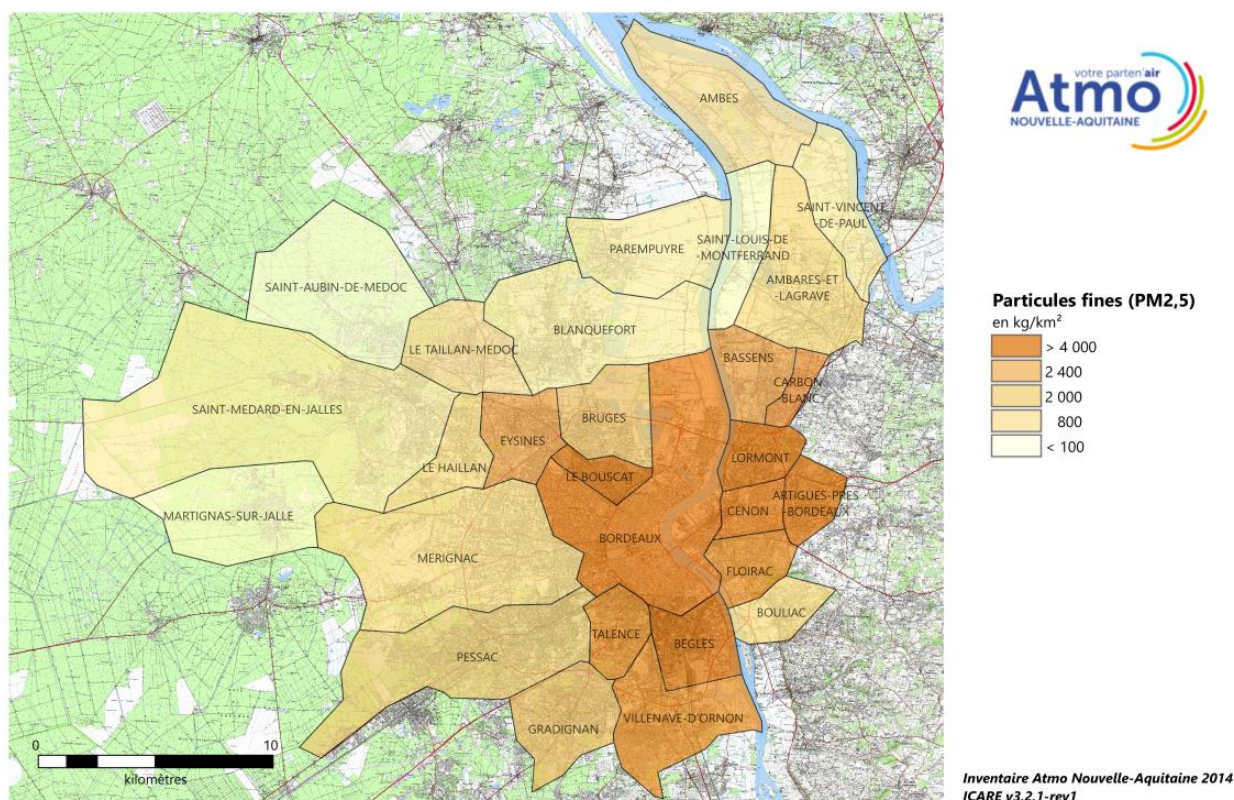 votre parten'air
Atmo
NOUVELLE-AQUITAINE
AMBES
SAINT-VINCENT
-DE-PAUL
PAREMPUYRE
SAINT-LOUIS-DE
-MONTFERRAND
AMBARES-ET
-LAGRAVE
SAINT-AUBIN-DE-MEDOC
BLANQUEFORT
LE TAILLAN-MEDOC
BASSENS
CARBON
-BLANC
SAINT-MEDARD-EN-JALLES
BRUGES
EYSINES
LE HAILLAN
LE BOUSCAT
LORMONT
ARTIGUES-PRES
-BORDEAUX
CENON
MARTIGNAS-SUR-JALLE
BORDEAUX
MERIGNAC
FLOIRAC
BOULIAC
TALENCE
BEGLES
PESSAC
GRADIGNAN
VILLENAVE-D'ORNON
Particules fines (PM2,5)
en kg/km²
> 4 000
2 400
2 000
800
< 100
0 10
kilomètres
Inventaire Atmo Nouvelle-Aquitaine 2014
ICARE v3.2.1-rev1